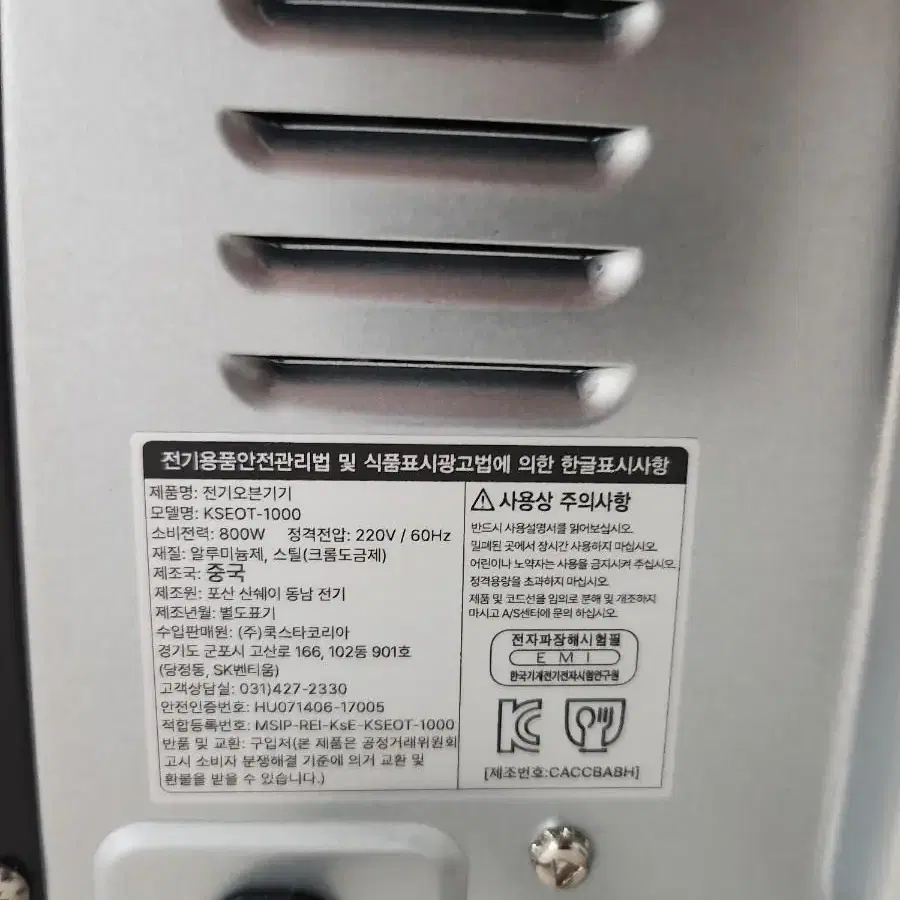 전기용품안전관리법 및 식품표시광고법에 의한 한글표시사항
제품명: 전기오븐기기
모델명: KSEOT-1000
소비전력: 800W 정격전압: 220V / 60Hz
재질: 알루미늄제, 스틸(크롬도금제)
제조국: 중국
제조원: 포산 산쉐이 동남 전기
제조년월: 별도표기
수입판매원: (주)쿡스타코리아
경기도 군포시 고산로 166, 102동 901호
(당정동, SK벤티움)
고객상담실: 031)427-2330
안전인증번호: HU071406-17005
적합등록번호: MSIP-REI-KsE-KSEOT-1000
반품 및 교환: 구입처(본 제품은 공정거래위원회
고시 소비자 분쟁해결 기준에 의거 교환 및
환불을 받을 수 있습니다.)
사용상 주의사항
반드시 사용설명서를 읽어보십시오.
밀폐된 곳에서 장시간 사용하지 마십시오.
어린이나 노약자는 사용을 금지시켜 주십시오.
정격용량을 초과하지 마십시오.
제품 및 코드선을 임의로 분해 및 개조하지
마시고 A/S센터에 문의 하십시오.
전자파장해시험필
EMI
한국기계전기전자시험연구원
KC
[제조번호:CACCBABH]